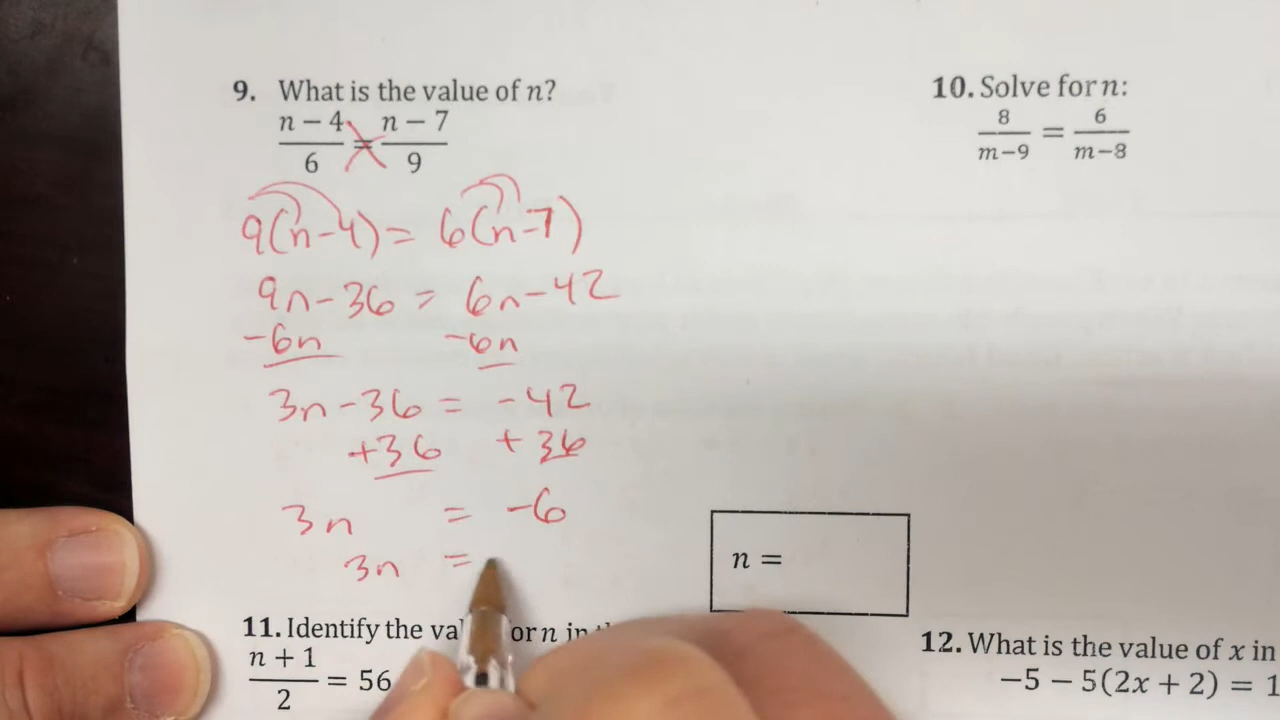 9. What is the value of n?
n − 4 = n − 7
6 9
9(n-4) = 6(n-7)
9n-36 = 6n-42
-6n -6n
3n-36 = -42
+36 +36
3n = -6
3n =
n =
10. Solve for n:
8 = 6
m−9 m−8
11. Identify the n in
n + 1
2 = 56
12. What is the value of x in
−5 − 5(2x + 2) = 1